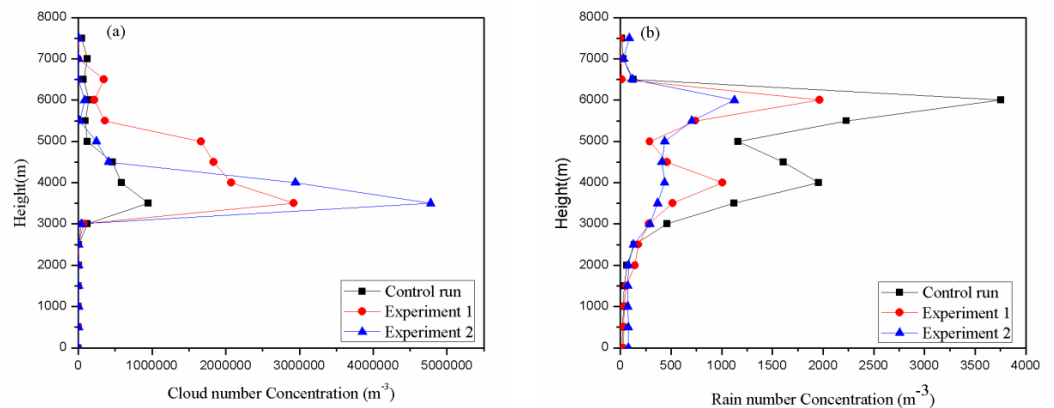 (a)
8000
7000
6000
5000
4000
3000
2000
1000
0
Height(m)
Control run
Experiment 1
Experiment 2
0 1000000 2000000 3000000 4000000 5000000
Cloud number Concentration (m-3)
(b)
8000
7000
6000
5000
4000
3000
2000
1000
0
Height(m)
Control run
Experiment 1
Experiment 2
0 500 1000 1500 2000 2500 3000 3500 4000
Rain number Concentration (m-3)